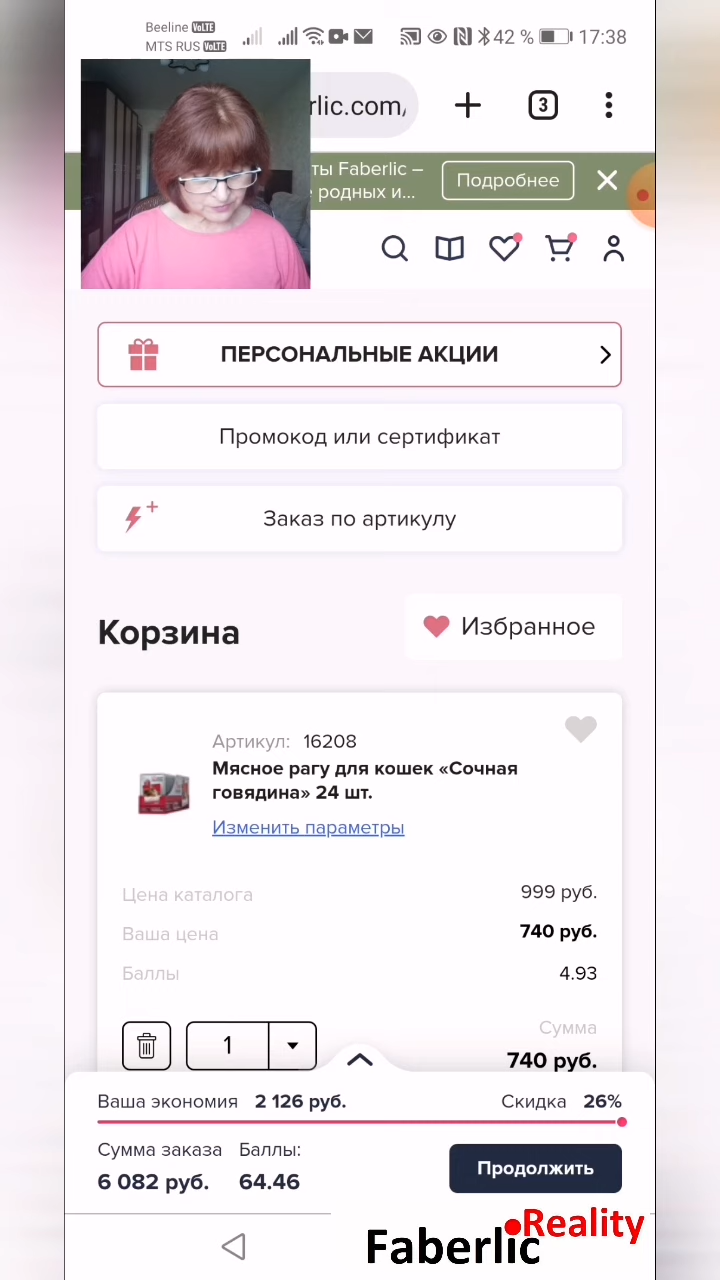 Beeline VoLTE
MTS RUS VoLTE
42 %
17:38
rlic.com,
3
ты Faberlic –
родных и...
Подробнее
ПЕРСОНАЛЬНЫЕ АКЦИИ
Промокод или сертификат
Заказ по артикулу
Корзина
Избранное
Артикул: 16208
Мясное рагу для кошек «Сочная
говядина» 24 шт.
Изменить параметры
Цена каталога 999 руб.
Ваша цена 740 руб.
Баллы 4.93
1
Сумма
740 руб.
Ваша экономия 2 126 руб. Скидка 26%
Сумма заказа Баллы:
6 082 руб. 64.46
Продолжить
Reality
Faberlic